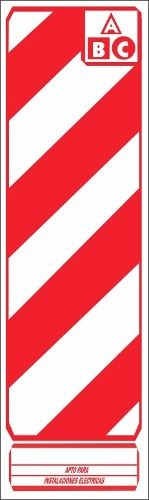 A
B C
APTO PARA
INSTALACIONES ELECTRICAS